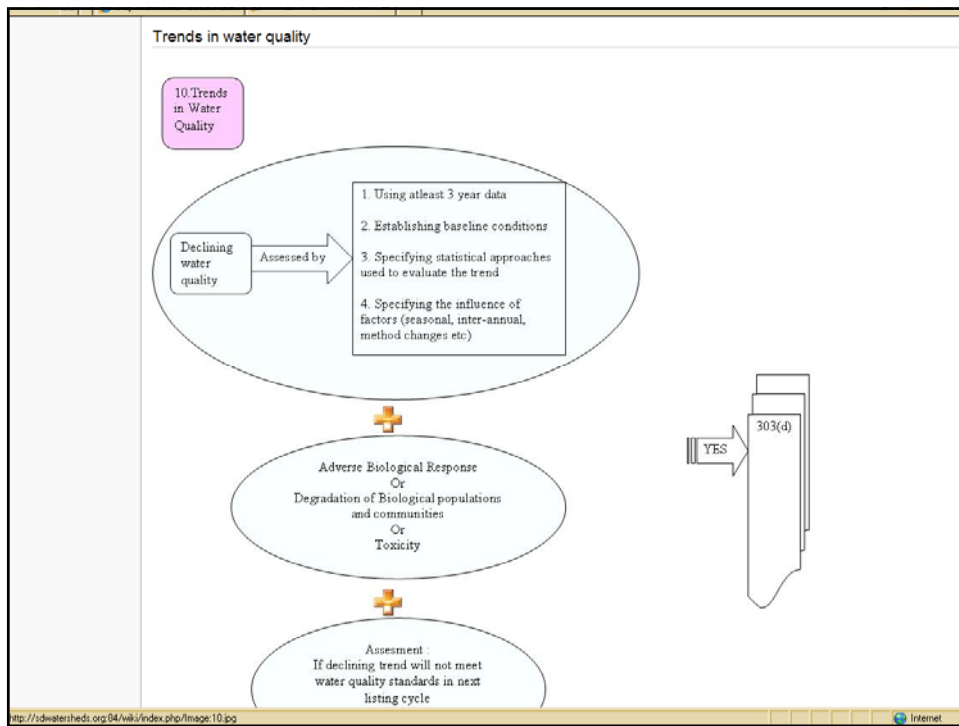 Trends in water quality
10.Trends
in Water
Quality
Declining
water
quality
Assessed by
1. Using atleast 3 year data
2. Establishing baseline conditions
3. Specifying statistical approaches
used to evaluate the trend
4. Specifying the influence of
factors (seasonal, inter-annual,
method changes etc)
Adverse Biological Response
Or
Degradation of Biological populations
and communities
Or
Toxicity
YES
303(d)
Assesment :
If declining trend will not meet
water quality standards in next
listing cycle
http://sdwatersheds.org:84/wiki/index.php/Image:10.jpg
Internet